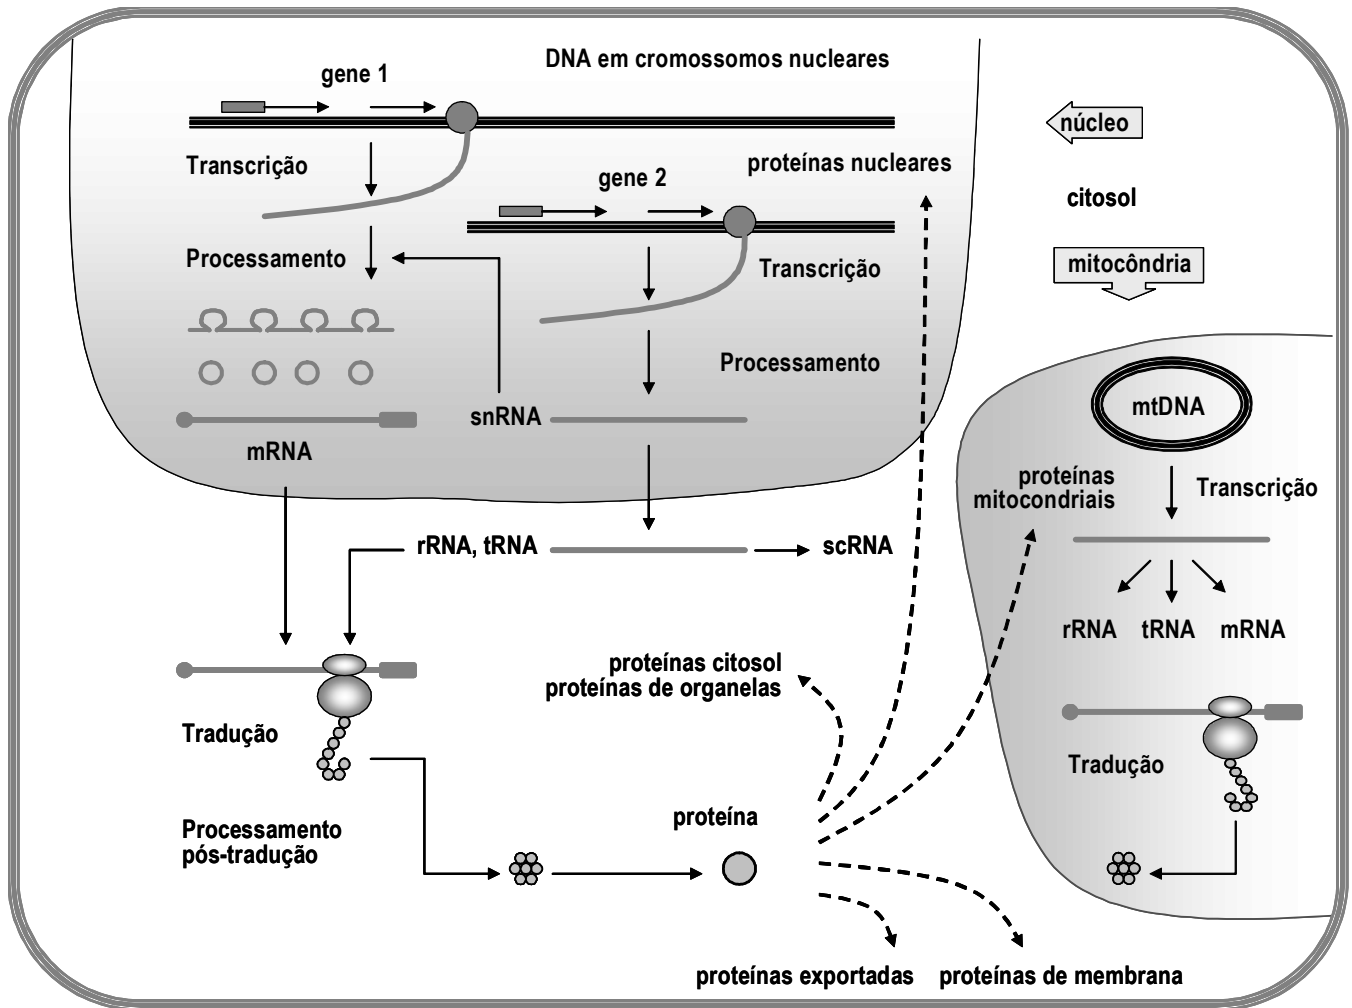 DNA em cromossomos nucleares
gene 1
núcleo
Transcrição
proteínas nucleares
gene 2
citosol
Processamento
Transcrição
mitocôndria
Processamento
mtDNA
snRNA
mRNA
proteínas
mitocondriais
Transcrição
rRNA, tRNA
scRNA
rRNA
tRNA
mRNA
proteínas citosol
proteínas de organelas
Tradução
Tradução
proteína
Processamento
pós-tradução
proteínas exportadas
proteínas de membrana